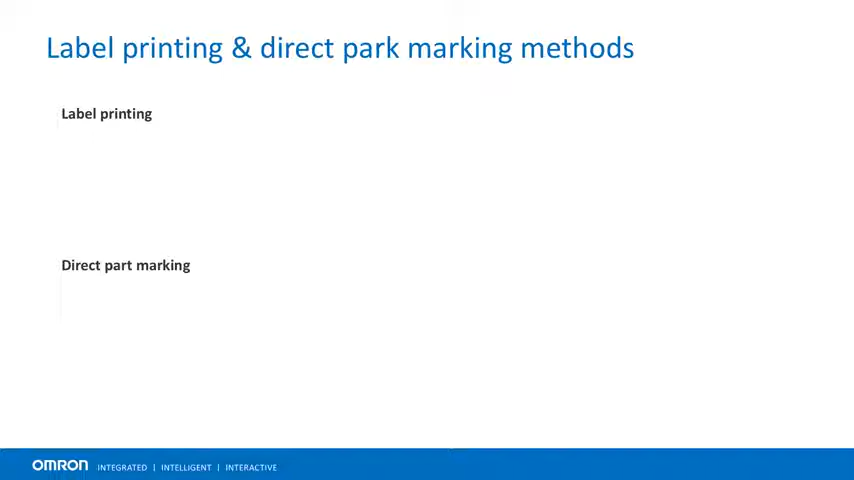 Label printing & direct park marking methods
Label printing
Direct part marking
OMRON INTEGRATED | INTELLIGENT | INTERACTIVE